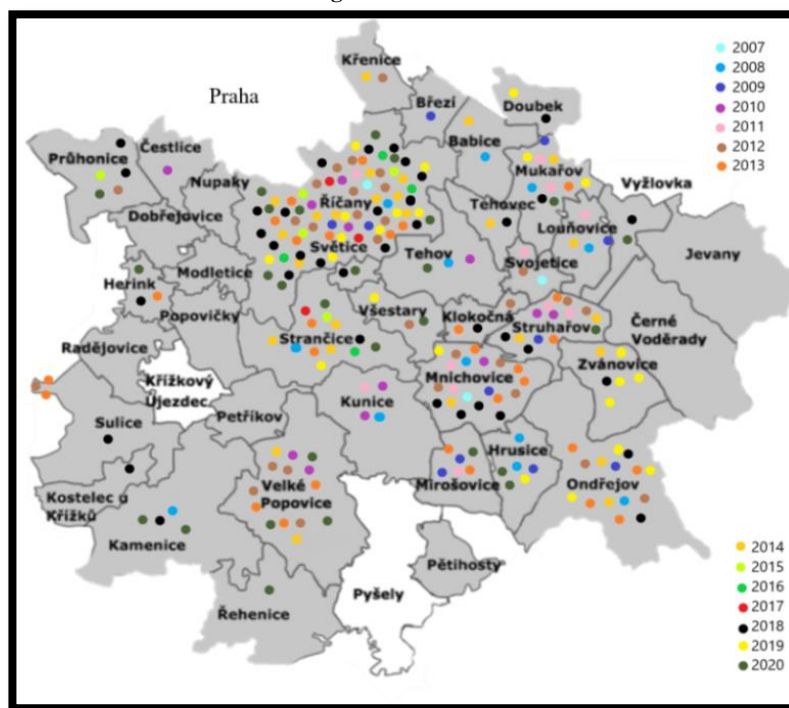 Křenice
Praha
Březí
Doubek
Babice
Průhonice
Čestlice
Mukařov
Nupaky
Vyžlovka
Říčany
Tehovec
Dobřejovice
Louňovice
Světice
Tehov
Svojetice
Jevany
Modletice
Herink
Všestary
Klokočná
Popovičky
Struhařov
Černé
Voděrady
Strančice
Radějovice
Zvánovice
Křížkový
Újezdec
Mnichovice
Kunice
Petříkov
Sulice
Hrusice
Velké
Popovice
Mirošovice
Ondřejov
Kostelec u
Křížků
Kamenice
Pětihosty
Pyšely
Řehenice
2007
2008
2009
2010
2011
2012
2013
2014
2015
2016
2017
2018
2019
2020